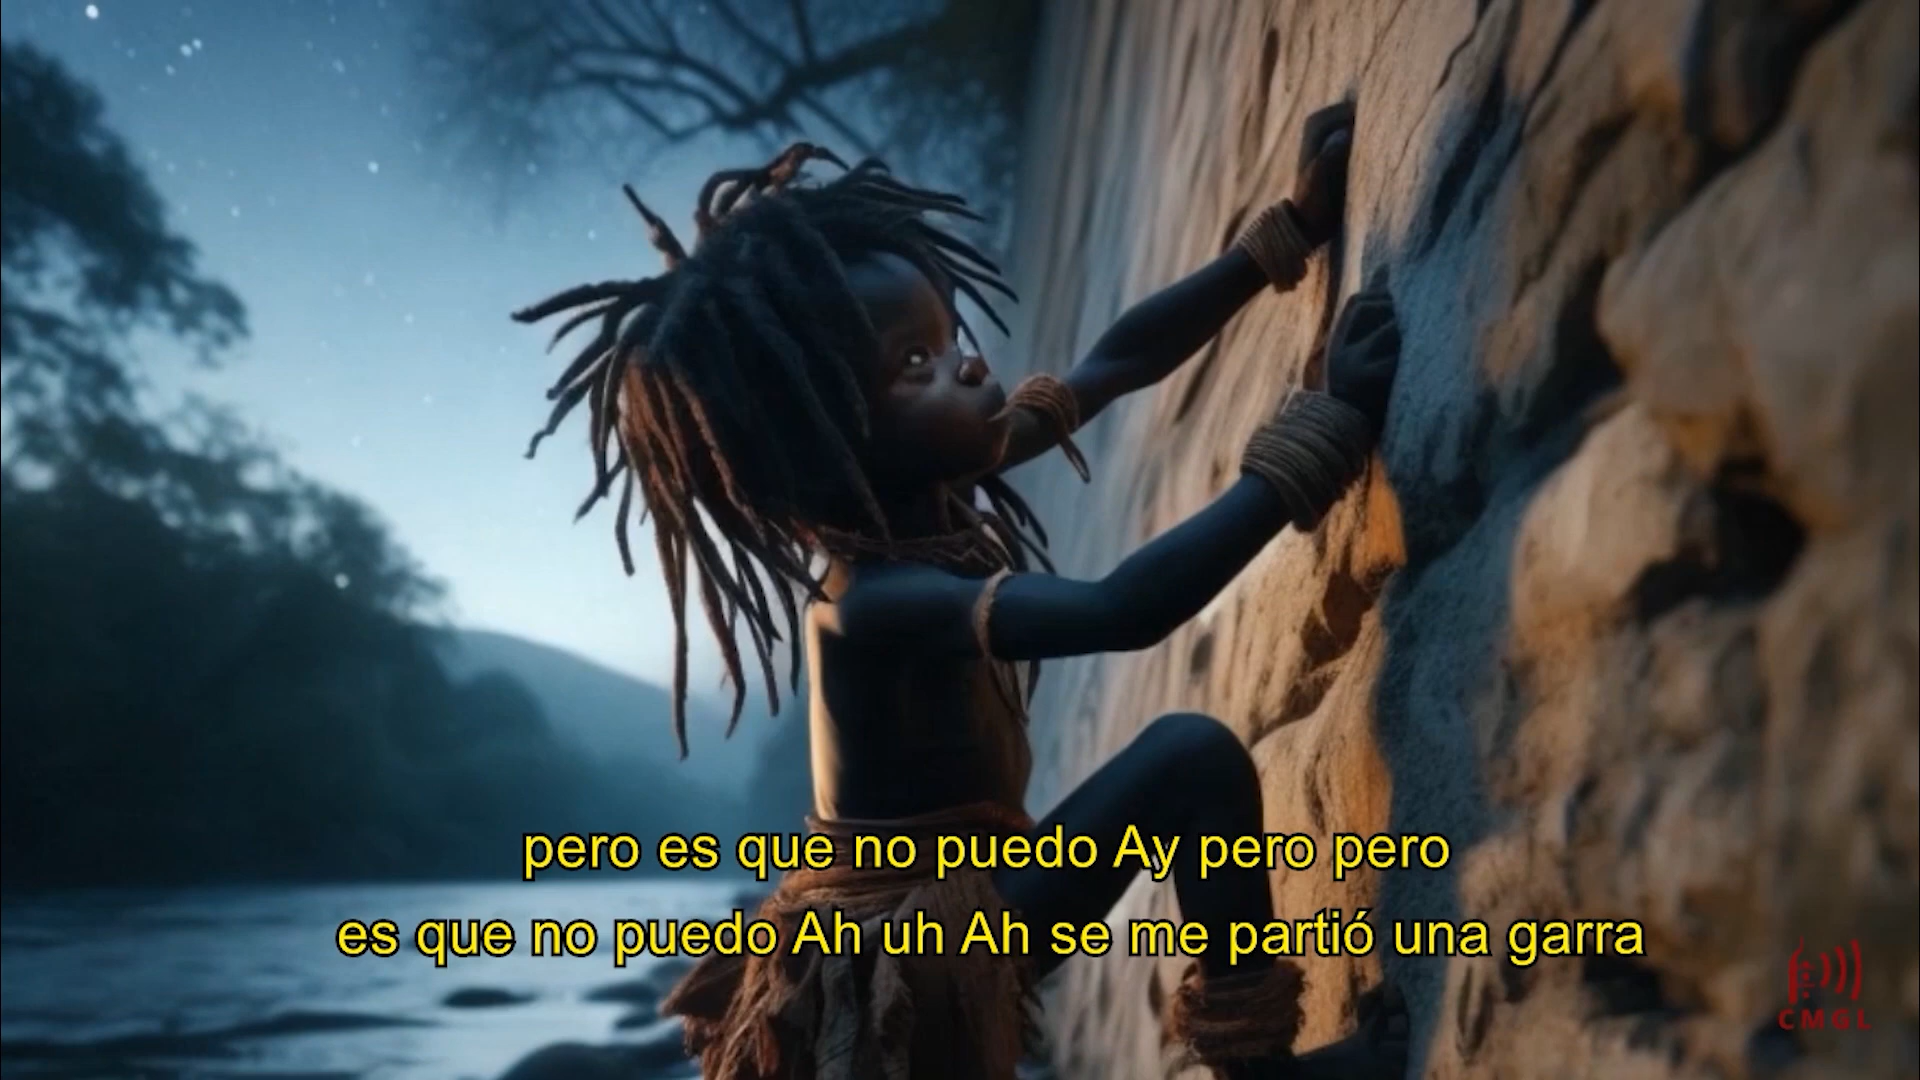 pero es que no puedo Ay pero pero
es que no puedo Ah uh Ah se me partió una garra
CMGL